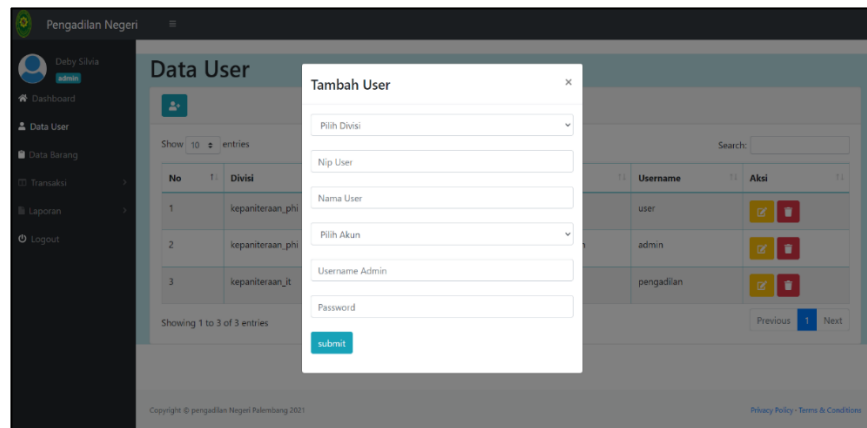 Pengadilan Negeri
Deby Silvia
admin
Dashboard
Data User
Data Barang
Transaksi
Laporan
Logout
Data User
Show 10 entries
Search:
No Divisi Username Aksi
1 kepaniteraan_phi user
2 kepaniteraan_phi admin
3 kepaniteraan_it pengadilan
Showing 1 to 3 of 3 entries
Previous 1 Next
Tambah User ×
Pilih Divisi
Nip User
Nama User
Pilih Akun
Username Admin
Password
submit
Copyright © pengadilan Negeri Palembang 2021
Privacy Policy · Terms & Conditions